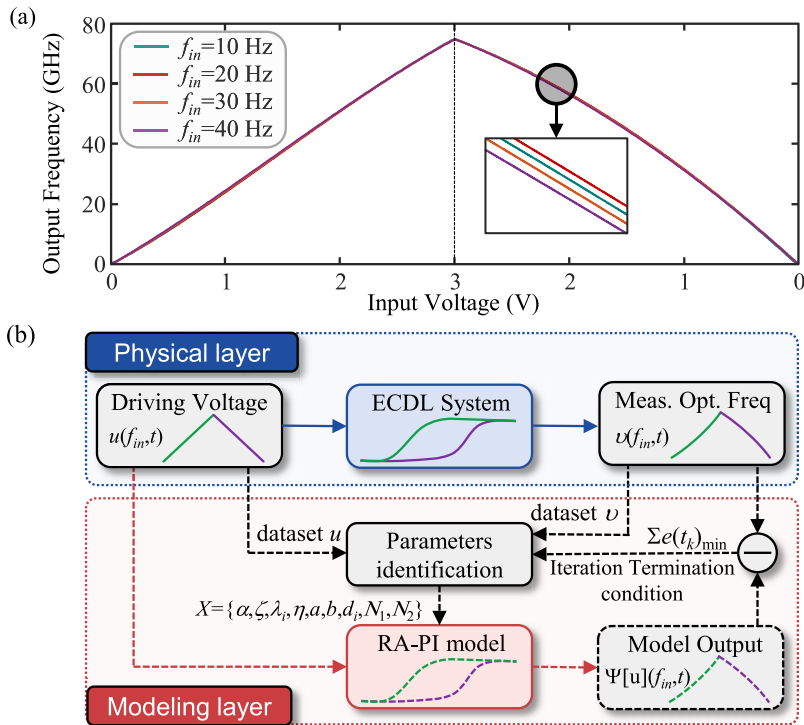 (a)
80
60
40
20
0
Output Frequency (GHz)
f_in=10 Hz
f_in=20 Hz
f_in=30 Hz
f_in=40 Hz
0 1 2 3 2 1 0
Input Voltage (V)
(b)
Physical layer
Driving Voltage
u(f_in,t)
ECDL System
Meas. Opt. Freq
υ(f_in,t)
dataset u
dataset υ
Parameters
identification
Σe(t_k)_min
Iteration Termination
condition
X={α,ζ,λ_i,η,a,b,d_i,N_1,N_2}
RA-PI model
Model Output
Ψ[u](f_in,t)
Modeling layer